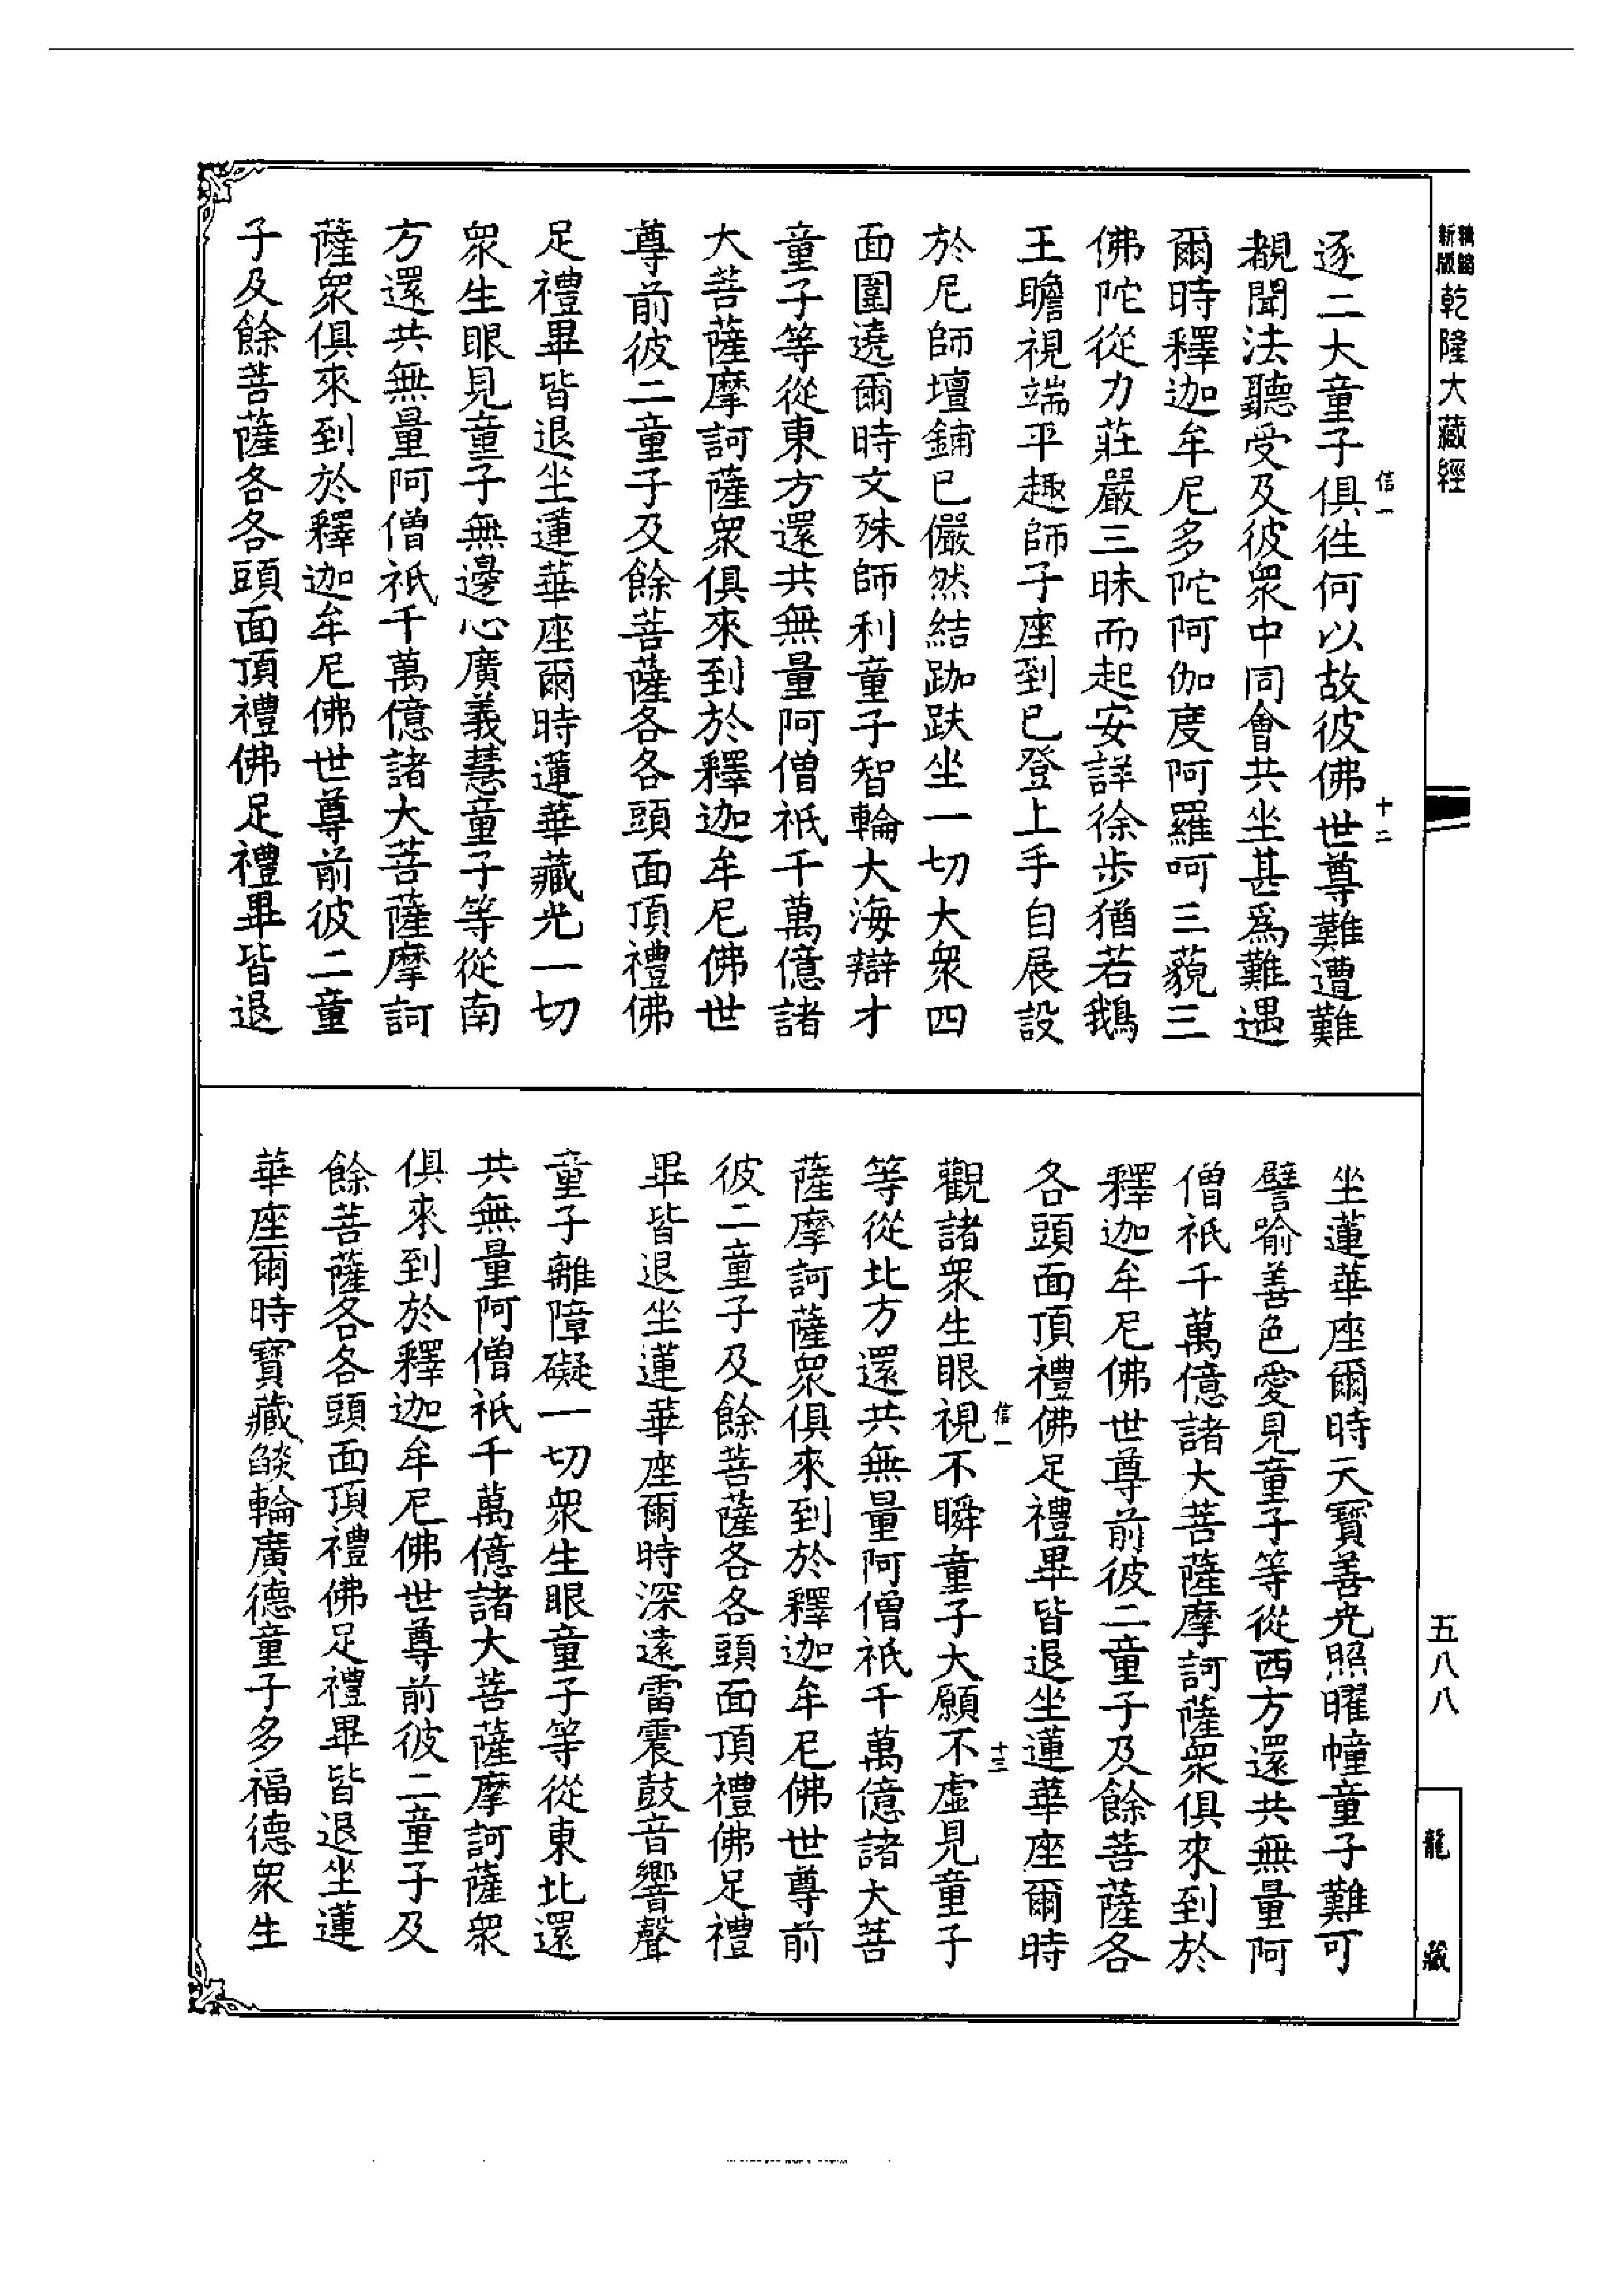 新版
乾隆大藏經
信一
十二
逐二大童子俱徃何以故彼佛世尊難遭難
覩聞法聽受及彼衆中同會共坐甚爲難遇
爾時釋迦牟尼多陀阿伽度阿羅呵三藐三
佛陀從力莊嚴三昧而起安詳徐步猶若鵝
王瞻視端平趣師子座到已登上手自展設
於尼師壇鋪已儼然結跏趺坐一切大衆四
面圍遶爾時文殊師利童子智輪大海辯才
童子等從東方還共無量阿僧祇千萬億諸
大菩薩摩訶薩衆俱來到於釋迦牟尼佛世
尊前彼二童子及餘菩薩各各頭面頂禮佛
足禮畢皆退坐蓮華座爾時蓮華藏光一切
衆生眼見童子無邊心廣義慧童子等從南
方還共無量阿僧祇千萬億諸大菩薩摩訶
薩衆俱來到於釋迦牟尼佛世尊前彼二童
子及餘菩薩各各頭面頂禮佛足禮畢皆退
坐蓮華座爾時天寶善光照曜幢童子難可
譬喻善色愛見童子等從西方還共無量阿
僧祇千萬億諸大菩薩摩訶薩衆俱來到於
釋迦牟尼佛世尊前彼二童子及餘菩薩各
各頭面頂禮佛足禮畢皆退坐蓮華座爾時
信一
十三
觀諸衆生眼視不瞬童子大願不虛見童子
等從北方還共無量阿僧祇千萬億諸大菩
薩摩訶薩衆俱來到於釋迦牟尼佛世尊前
彼二童子及餘菩薩各各頭面頂禮佛足禮
畢皆退坐蓮華座爾時深遠雷震鼓音響聲
童子離障礙一切衆生眼童子等從東北還
共無量阿僧祇千萬億諸大菩薩摩訶薩衆
俱來到於釋迦牟尼佛世尊前彼二童子及
餘菩薩各各頭面頂禮佛足禮畢皆退坐蓮
華座爾時寶藏燄輪廣德童子多福德衆生
五八八
龍藏